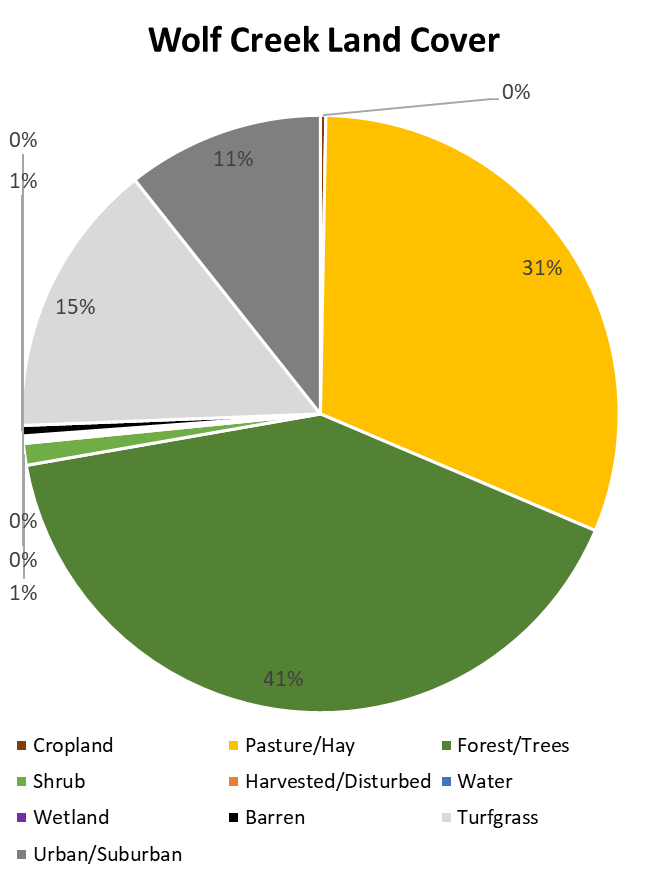 Wolf Creek Land Cover
0%
0%
11%
1%
31%
15%
0%
0%
1%
41%
Cropland Pasture/Hay Forest/Trees
Shrub Harvested/Disturbed Water
Wetland Barren Turfgrass
Urban/Suburban